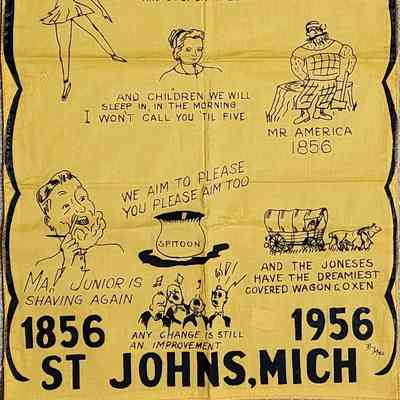 AND CHILDREN WE WILL
SLEEP IN, IN THE MORNING
I WON'T CALL YOU 'TIL FIVE
MR. AMERICA
1856
WE AIM TO PLEASE
YOU PLEASE AIM TOO
SPITOON
MA! JUNIOR IS
SHAVING AGAIN
AND THE JONESES
HAVE THE DREAMIEST
COVERED WAGON & OXEN
ANY CHANGE IS STILL
AN IMPROVEMENT
1856
1956
ST JOHNS, MICH